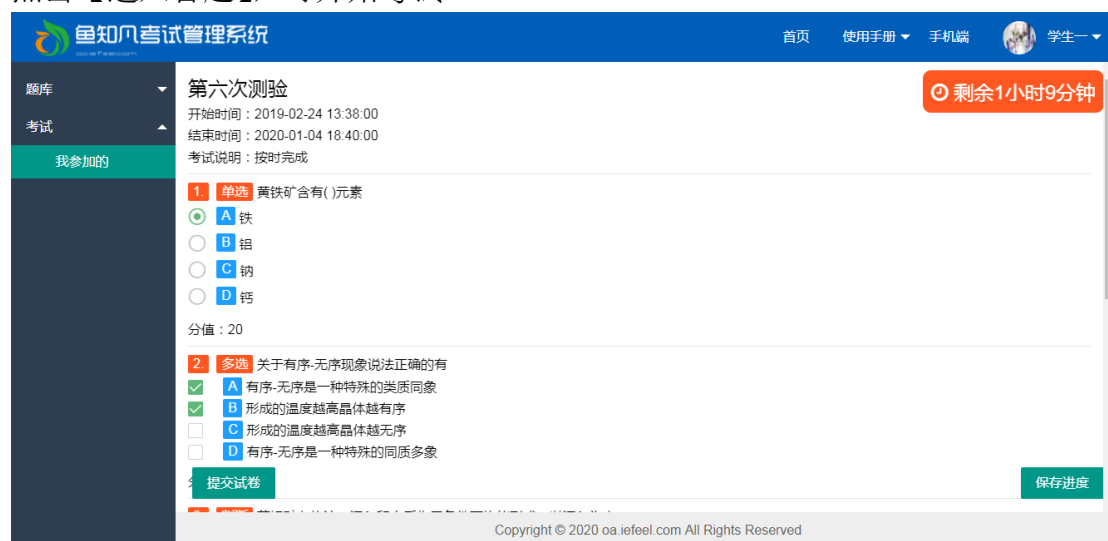 鱼知凡考试管理系统
首页 使用手册 手机端 学生一
题库
考试
我参加的
第六次测验
剩余1小时9分钟
开始时间：2019-02-24 13:38:00
结束时间：2020-01-04 18:40:00
考试说明：按时完成
1. 单选 黄铁矿含有( )元素
A 铁
B 铝
C 钠
D 钙
分值：20
2. 多选 关于有序-无序现象说法正确的有
A 有序-无序是一种特殊的类质同象
B 形成的温度越高晶体越有序
C 形成的温度越高晶体越无序
D 有序-无序是一种特殊的同质多象
提交试卷
保存进度
Copyright © 2020 oa.iefeel.com All Rights Reserved